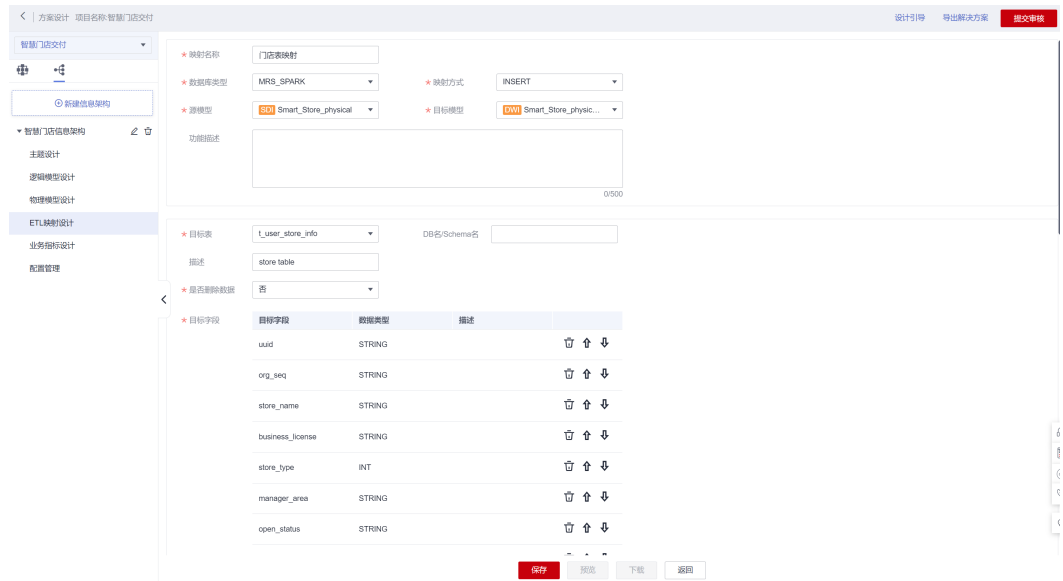 方案设计 项目名称:智慧门店交付
设计引导 导出解决方案 提交审核
智慧门店交付
新建信息架构
智慧门店信息架构
主题设计
逻辑模型设计
物理模型设计
ETL映射设计
业务指标设计
配置管理
* 映射名称 门店表映射
* 数据库类型 MRS_SPARK * 映射方式 INSERT
* 源模型 SDI Smart_Store_physical * 目标模型 DWI Smart_Store_physic...
功能描述
0/500
* 目标表 t_user_store_info DB名/Schema名
描述 store table
* 是否删除数据 否
* 目标字段 目标字段 数据类型 描述
uuid STRING
org_seq STRING
store_name STRING
business_license STRING
store_type INT
manager_area STRING
open_status STRING
保存 预览 下载 返回